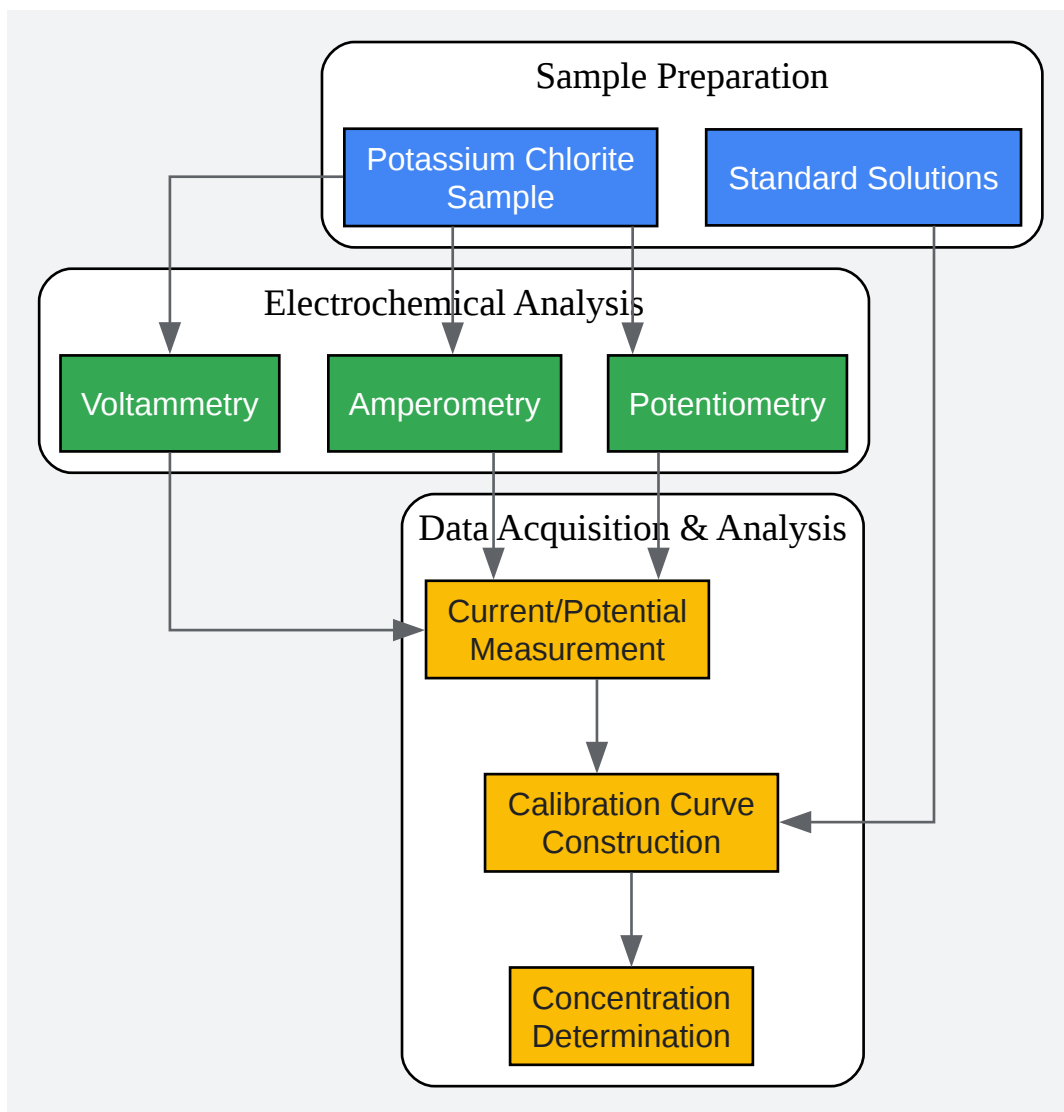 Sample Preparation
Potassium Chlorite
Sample
Standard Solutions
Electrochemical Analysis
Voltammetry
Amperometry
Potentiometry
Data Acquisition & Analysis
Current/Potential
Measurement
Calibration Curve
Construction
Concentration
Determination